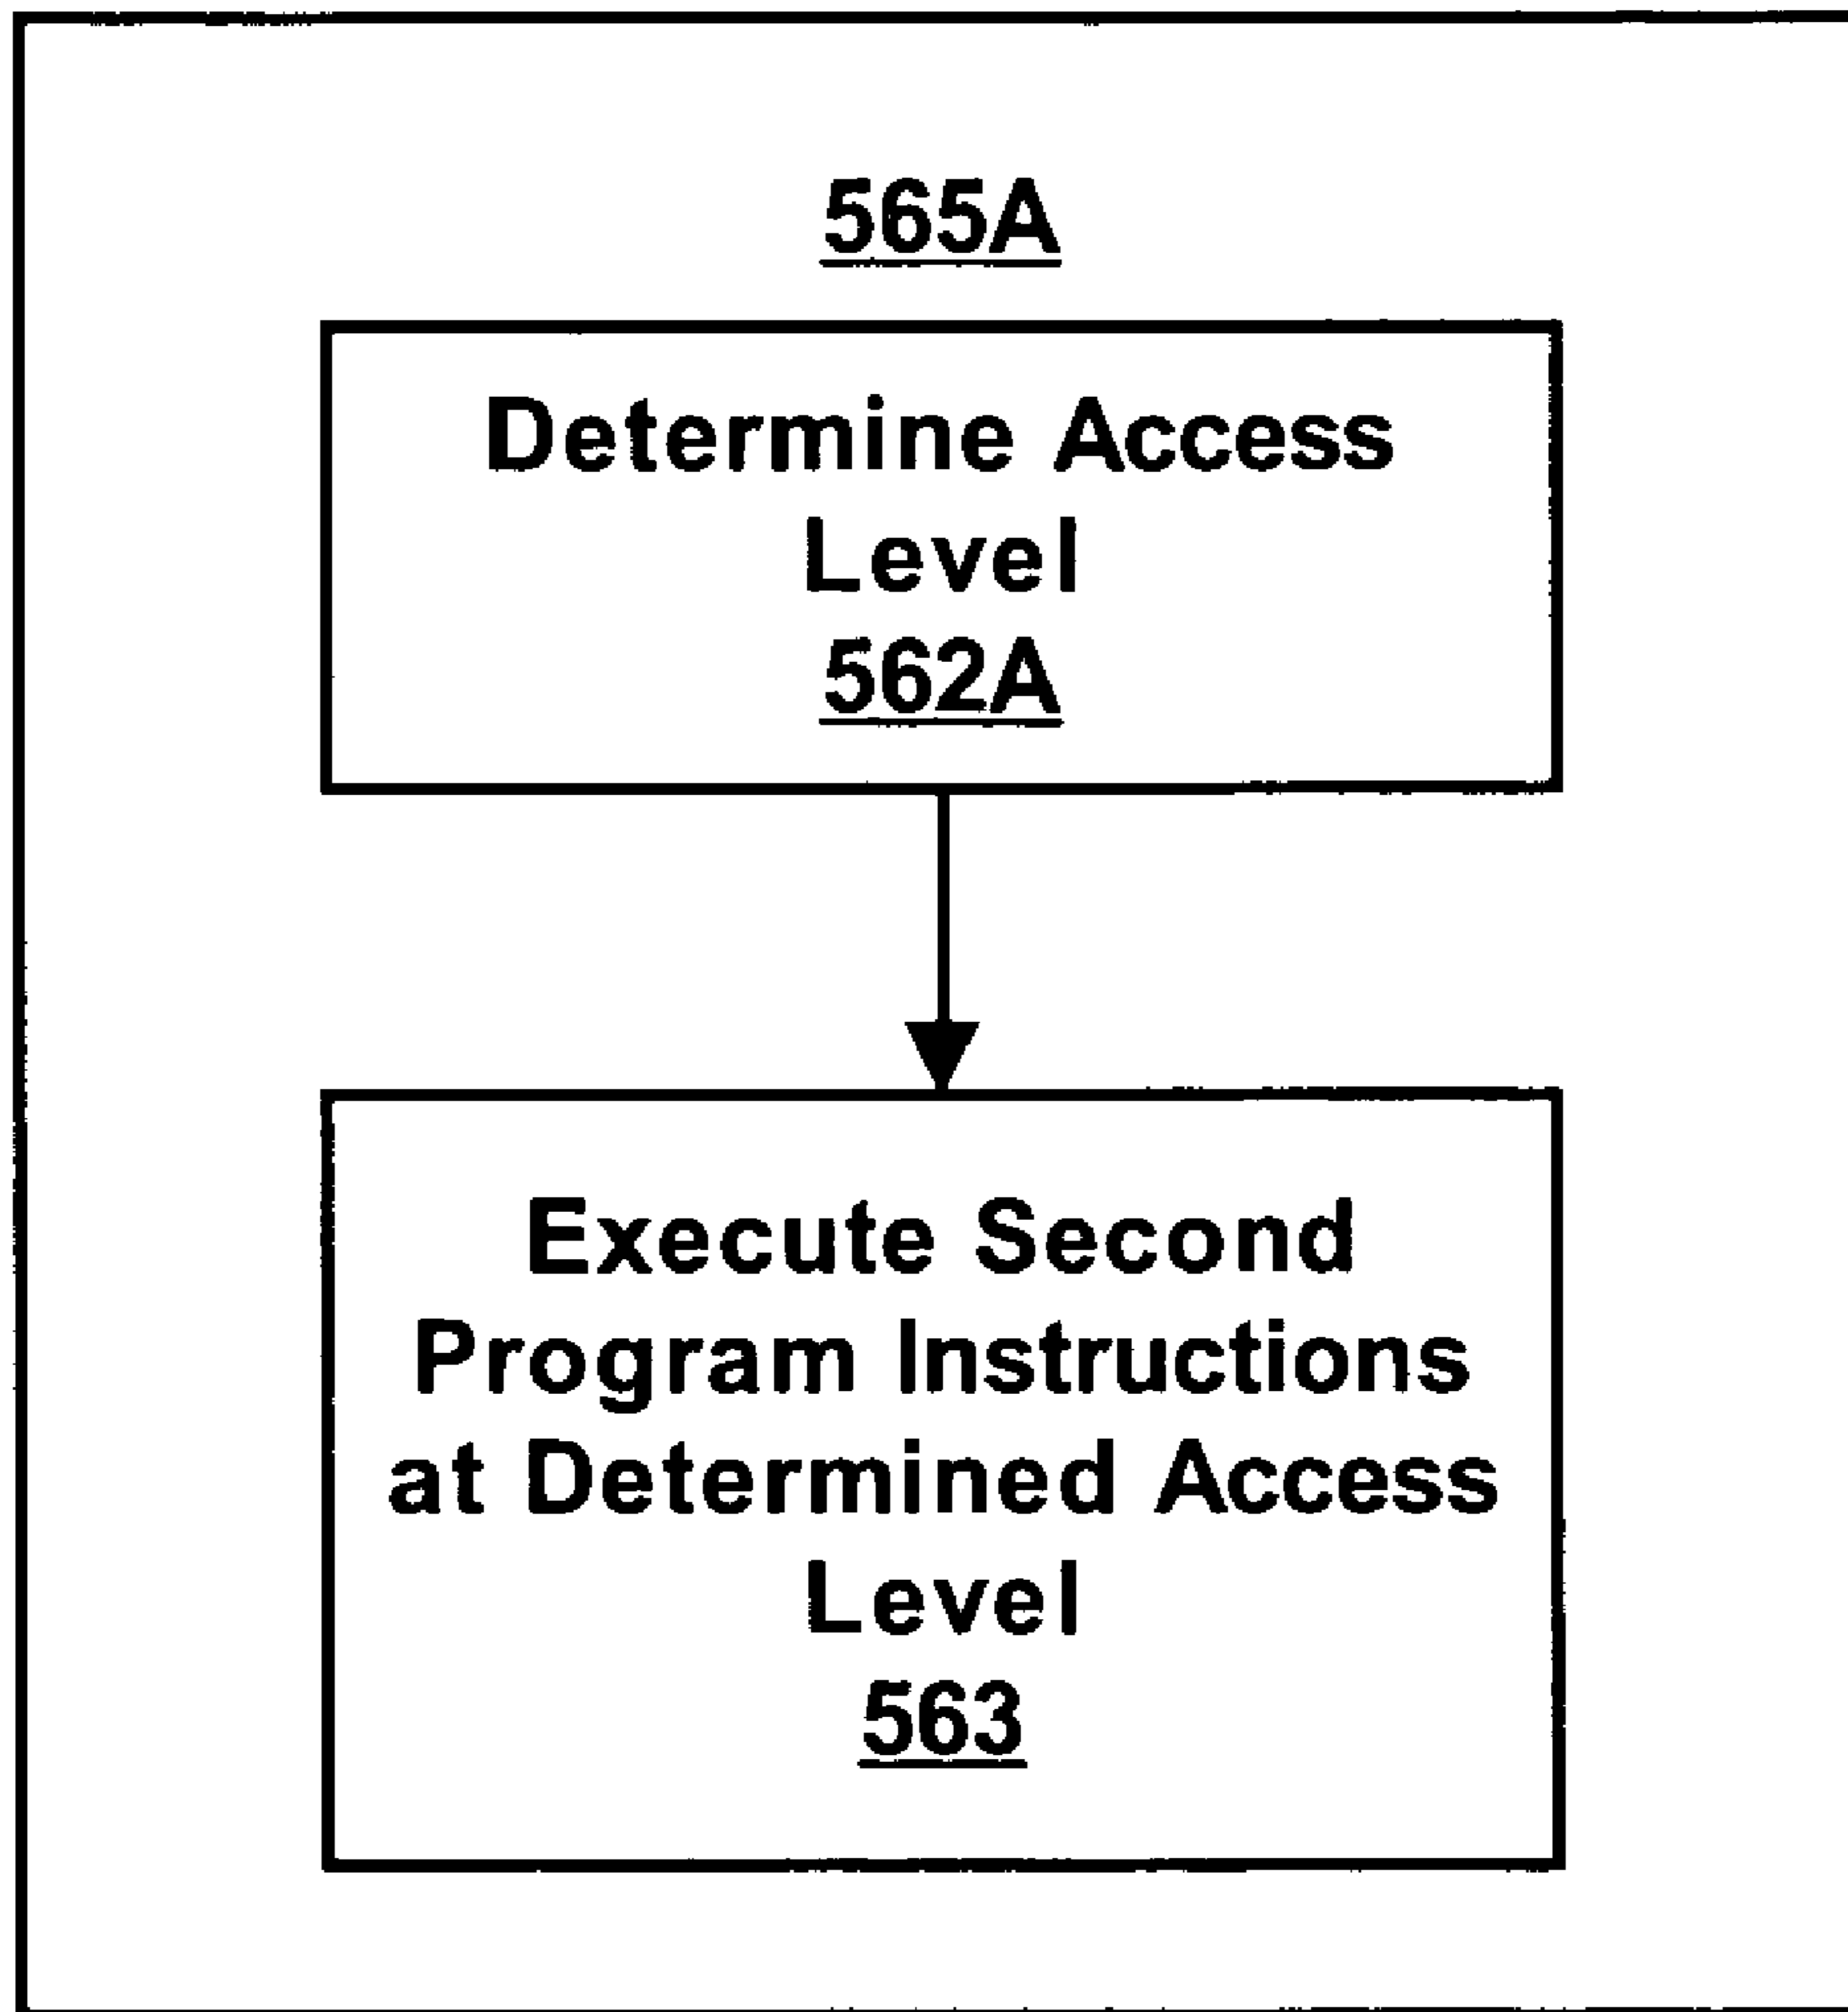 565A
Determine Access
Level
562A
Execute Second
Program Instructions
at Determined Access
Level
563